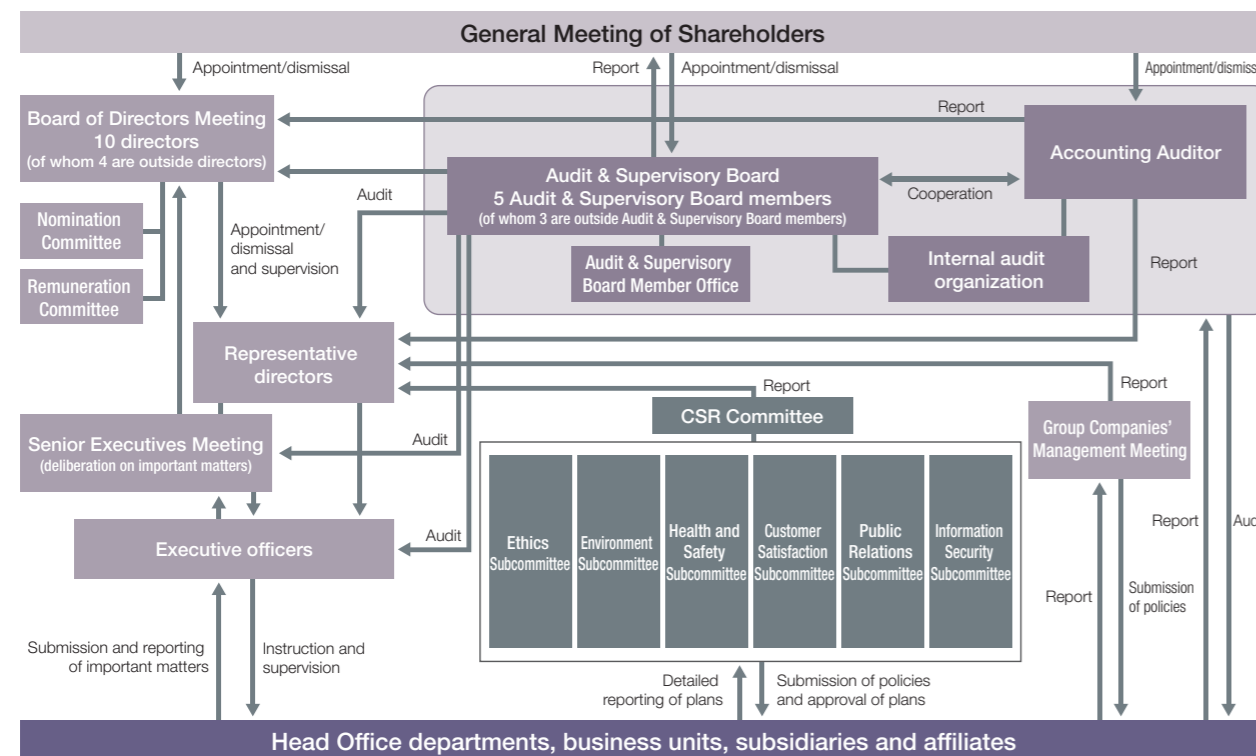 General Meeting of Shareholders
Appointment/dismissal
Report
Appointment/dismissal
Appointment/dismiss
Board of Directors Meeting
10 directors
(of whom 4 are outside directors)
Report
Accounting Auditor
Audit & Supervisory Board
5 Audit & Supervisory Board members
(of whom 3 are outside Audit & Supervisory Board members)
Cooperation
Audit
Nomination
Committee
Appointment/
dismissal
and supervision
Audit & Supervisory
Board Member Office
Internal audit
organization
Report
Remuneration
Committee
Representative
directors
Report
Report
CSR Committee
Senior Executives Meeting
(deliberation on important matters)
Audit
Group Companies'
Management Meeting
Executive officers
Audit
Ethics
Subcommittee
Environment
Subcommittee
Health and
Safety
Subcommittee
Customer
Satisfaction
Subcommittee
Public
Relations
Subcommittee
Information
Security
Subcommittee
Report
Aud
Report
Submission
of policies
Submission and reporting
of important matters
Instruction and
supervision
Detailed
reporting of plans
Submission of policies
and approval of plans
Head Office departments, business units, subsidiaries and affiliates